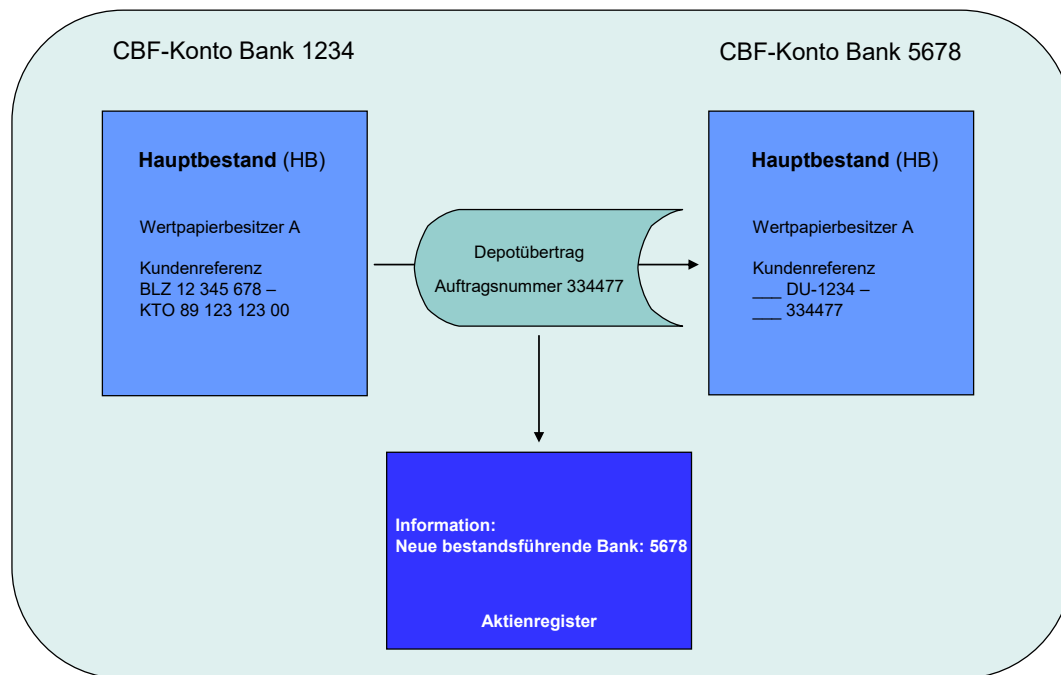 CBF-Konto Bank 1234
CBF-Konto Bank 5678
Hauptbestand (HB)
Wertpapierbesitzer A
Kundenreferenz
BLZ 12 345 678 –
KTO 89 123 123 00
Depotübertrag
Auftragsnummer 334477
Hauptbestand (HB)
Wertpapierbesitzer A
Kundenreferenz
___ DU-1234 –
___ 334477
Information:
Neue bestandsführende Bank: 5678
Aktienregister